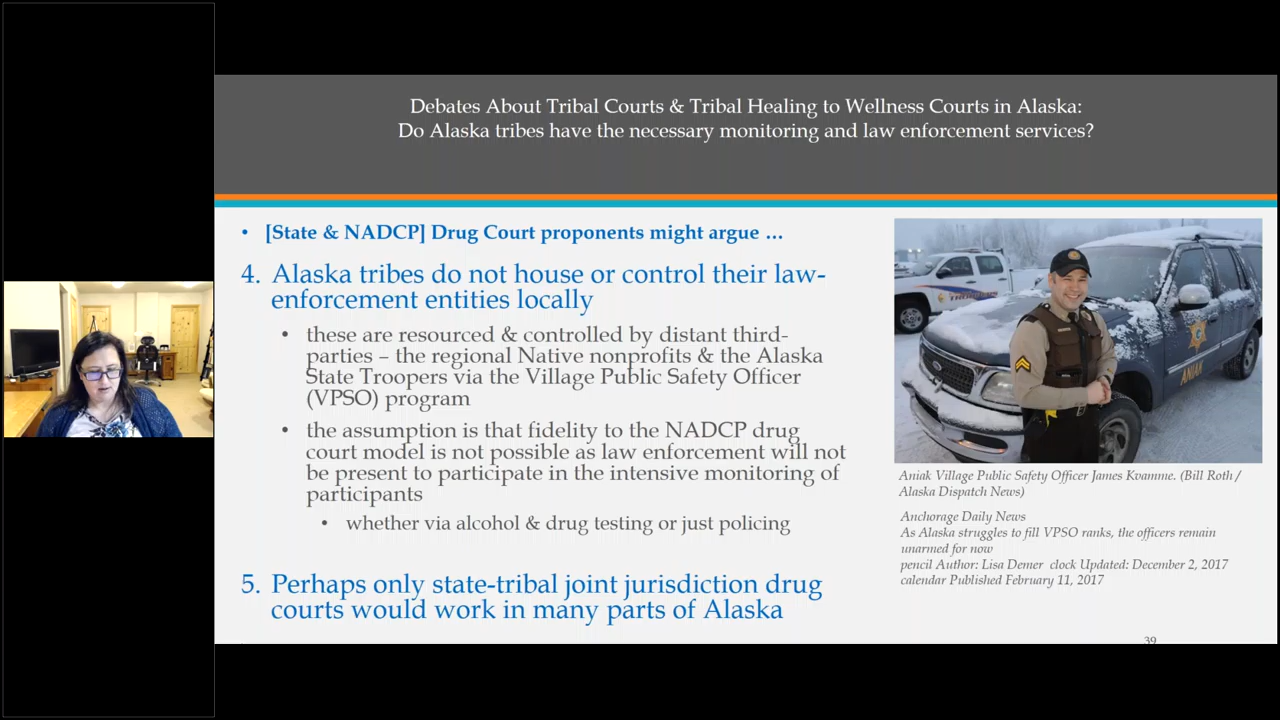 Debates About Tribal Courts & Tribal Healing to Wellness Courts in Alaska:
Do Alaska tribes have the necessary monitoring and law enforcement services?
• [State & NADCP] Drug Court proponents might argue …
4. Alaska tribes do not house or control their law-
enforcement entities locally
• these are resourced & controlled by distant third-
parties – the regional Native nonprofits & the Alaska
State Troopers via the Village Public Safety Officer
(VPSO) program
• the assumption is that fidelity to the NADCP drug
court model is not possible as law enforcement will not
be present to participate in the intensive monitoring of
participants
• whether via alcohol & drug testing or just policing
5. Perhaps only state-tribal joint jurisdiction drug
courts would work in many parts of Alaska
TROOPERS
ANIAK
Aniak Village Public Safety Officer James Kvamme. (Bill Roth /
Alaska Dispatch News)
Anchorage Daily News
As Alaska struggles to fill VPSO ranks, the officers remain
unarmed for now
pencil Author: Lisa Demer clock Updated: December 2, 2017
calendar Published February 11, 2017
39